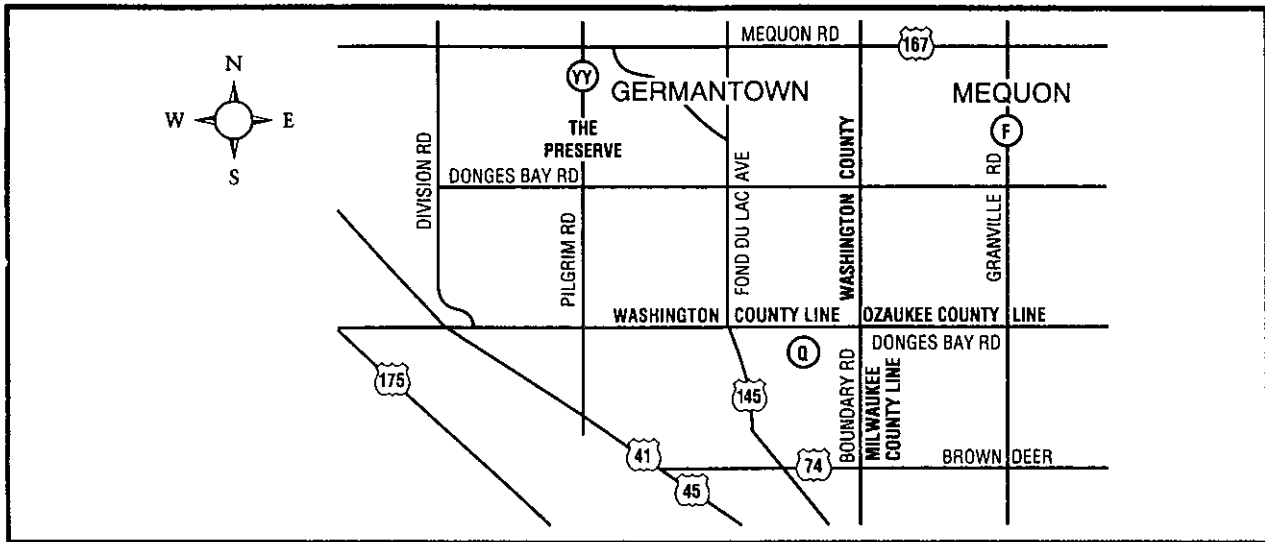 MEQUON RD
167
N
W E
S
YY
GERMANTOWN
MEQUON
F
THE
PRESERVE
DIVISION RD
DONGES BAY RD
PILGRIM RD
FOND DU LAC AVE
WASHINGTON COUNTY
GRANVILLE RD
WASHINGTON COUNTY LINE
OZAUKEE COUNTY LINE
DONGES BAY RD
Q
175
145
BOUNDARY RD
MILWAUKEE
COUNTY LINE
41
45
74
BROWN DEER